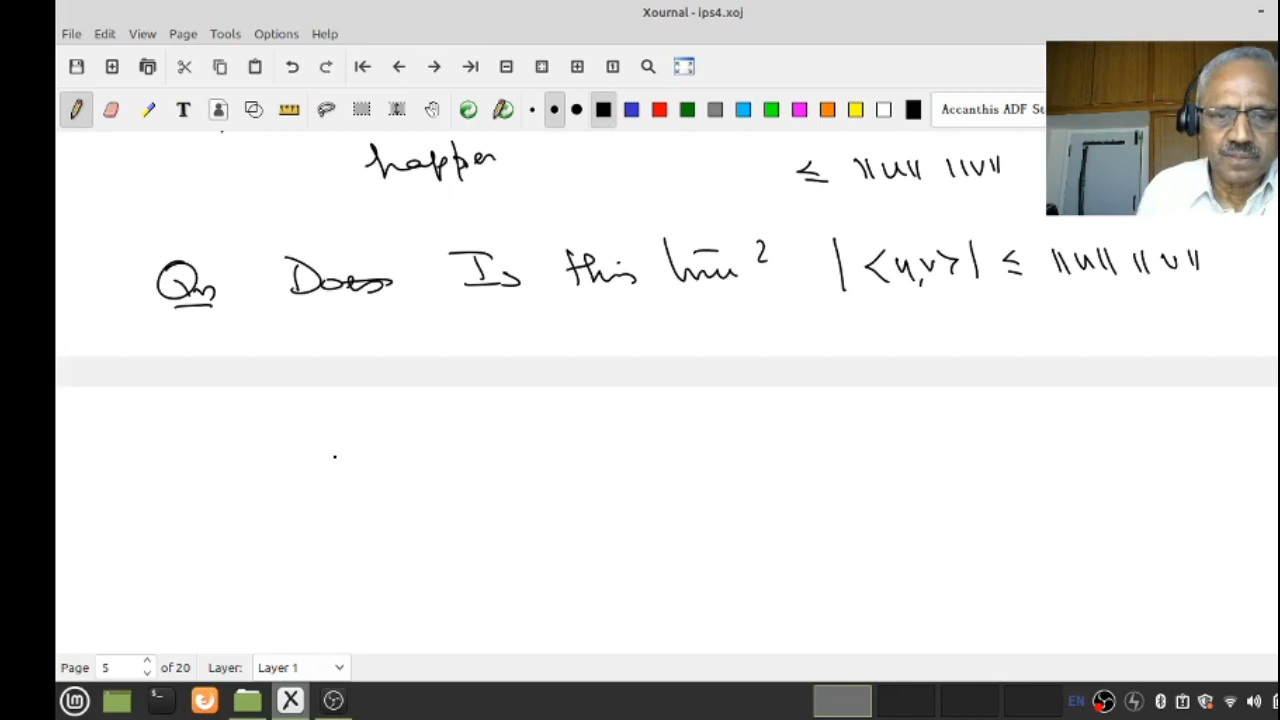 Xournal - ips4.xoj
File Edit View Page Tools Options Help
Accanthis ADF St
happen ≤ ||u|| ||v||
Qn Does Is this true? |<u,v>| ≤ ||u|| ||v||
Page 5 of 20 Layer: Layer 1
EN